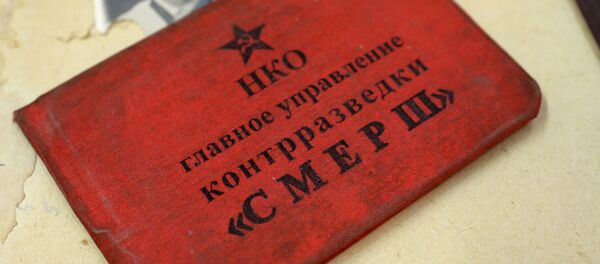 НКО
главное управление
контрразведки
«СМЕРШ»